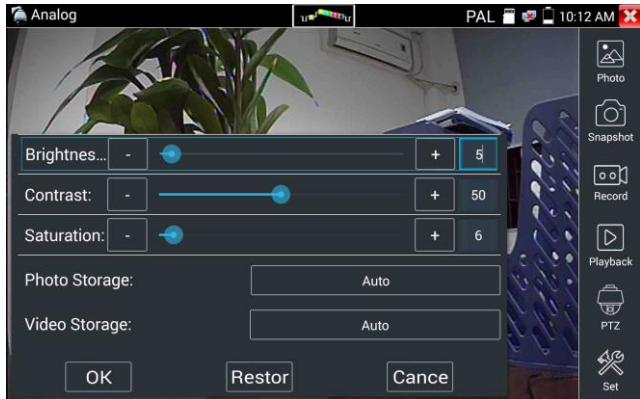 Analog PAL 10:12 AM
Photo
Snapshot
Brightnes... - + 5
Record
Contrast: - + 50
Saturation: - + 6
Playback
Photo Storage: Auto
PTZ
Video Storage: Auto
OK Restor Cance
Set